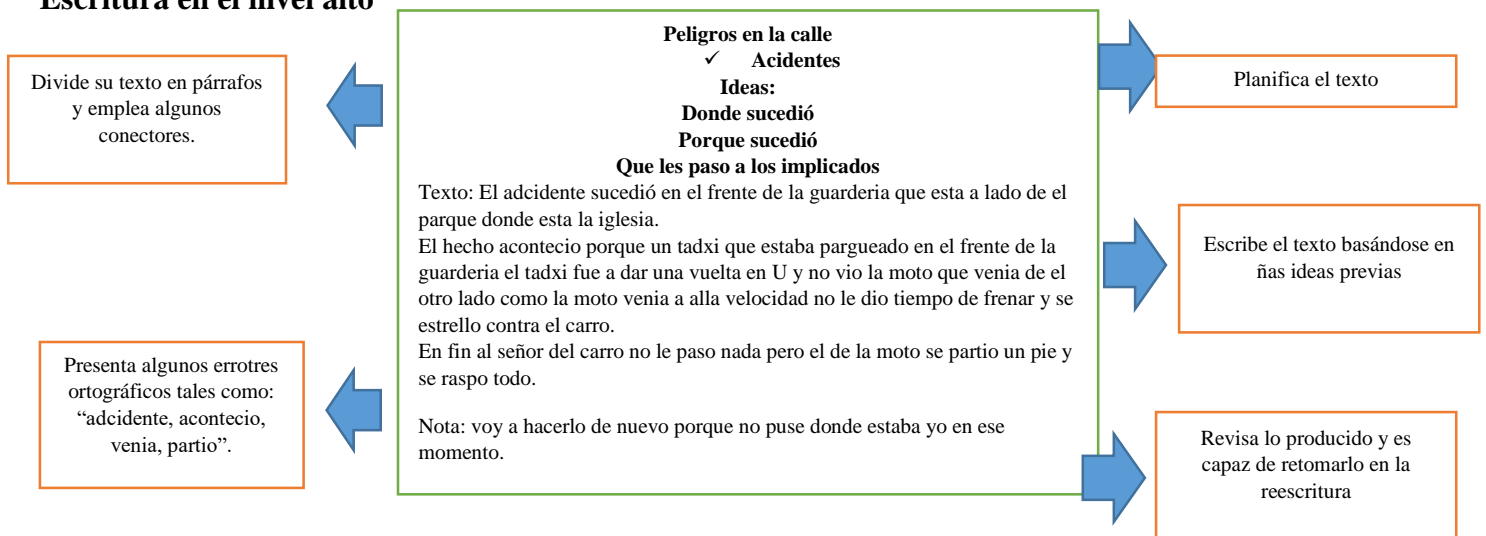 Escritura en el nivel alto
Peligros en la calle
✓ Acidentes
Ideas:
Donde sucedió
Porque sucedió
Que les paso a los implicados
Texto: El adcidente sucedió en el frente de la guarderia que esta a lado de el
parque donde esta la iglesia.
El hecho acontecio porque un tadxi que estaba pargueado en el frente de la
guarderia el tadxi fue a dar una vuelta en U y no vio la moto que venia de el
otro lado como la moto venia a alla velocidad no le dio tiempo de frenar y se
estrello contra el carro.
En fin al señor del carro no le paso nada pero el de la moto se partio un pie y
se raspo todo.
Nota: voy a hacerlo de nuevo porque no puse donde estaba yo en ese
momento.
Divide su texto en párrafos
y emplea algunos
conectores.
Presenta algunos errotres
ortográficos tales como:
“adcidente, acontecio,
venia, partio”.
Planifica el texto
Escribe el texto basándose en
ñas ideas previas
Revisa lo producido y es
capaz de retomarlo en la
reescritura